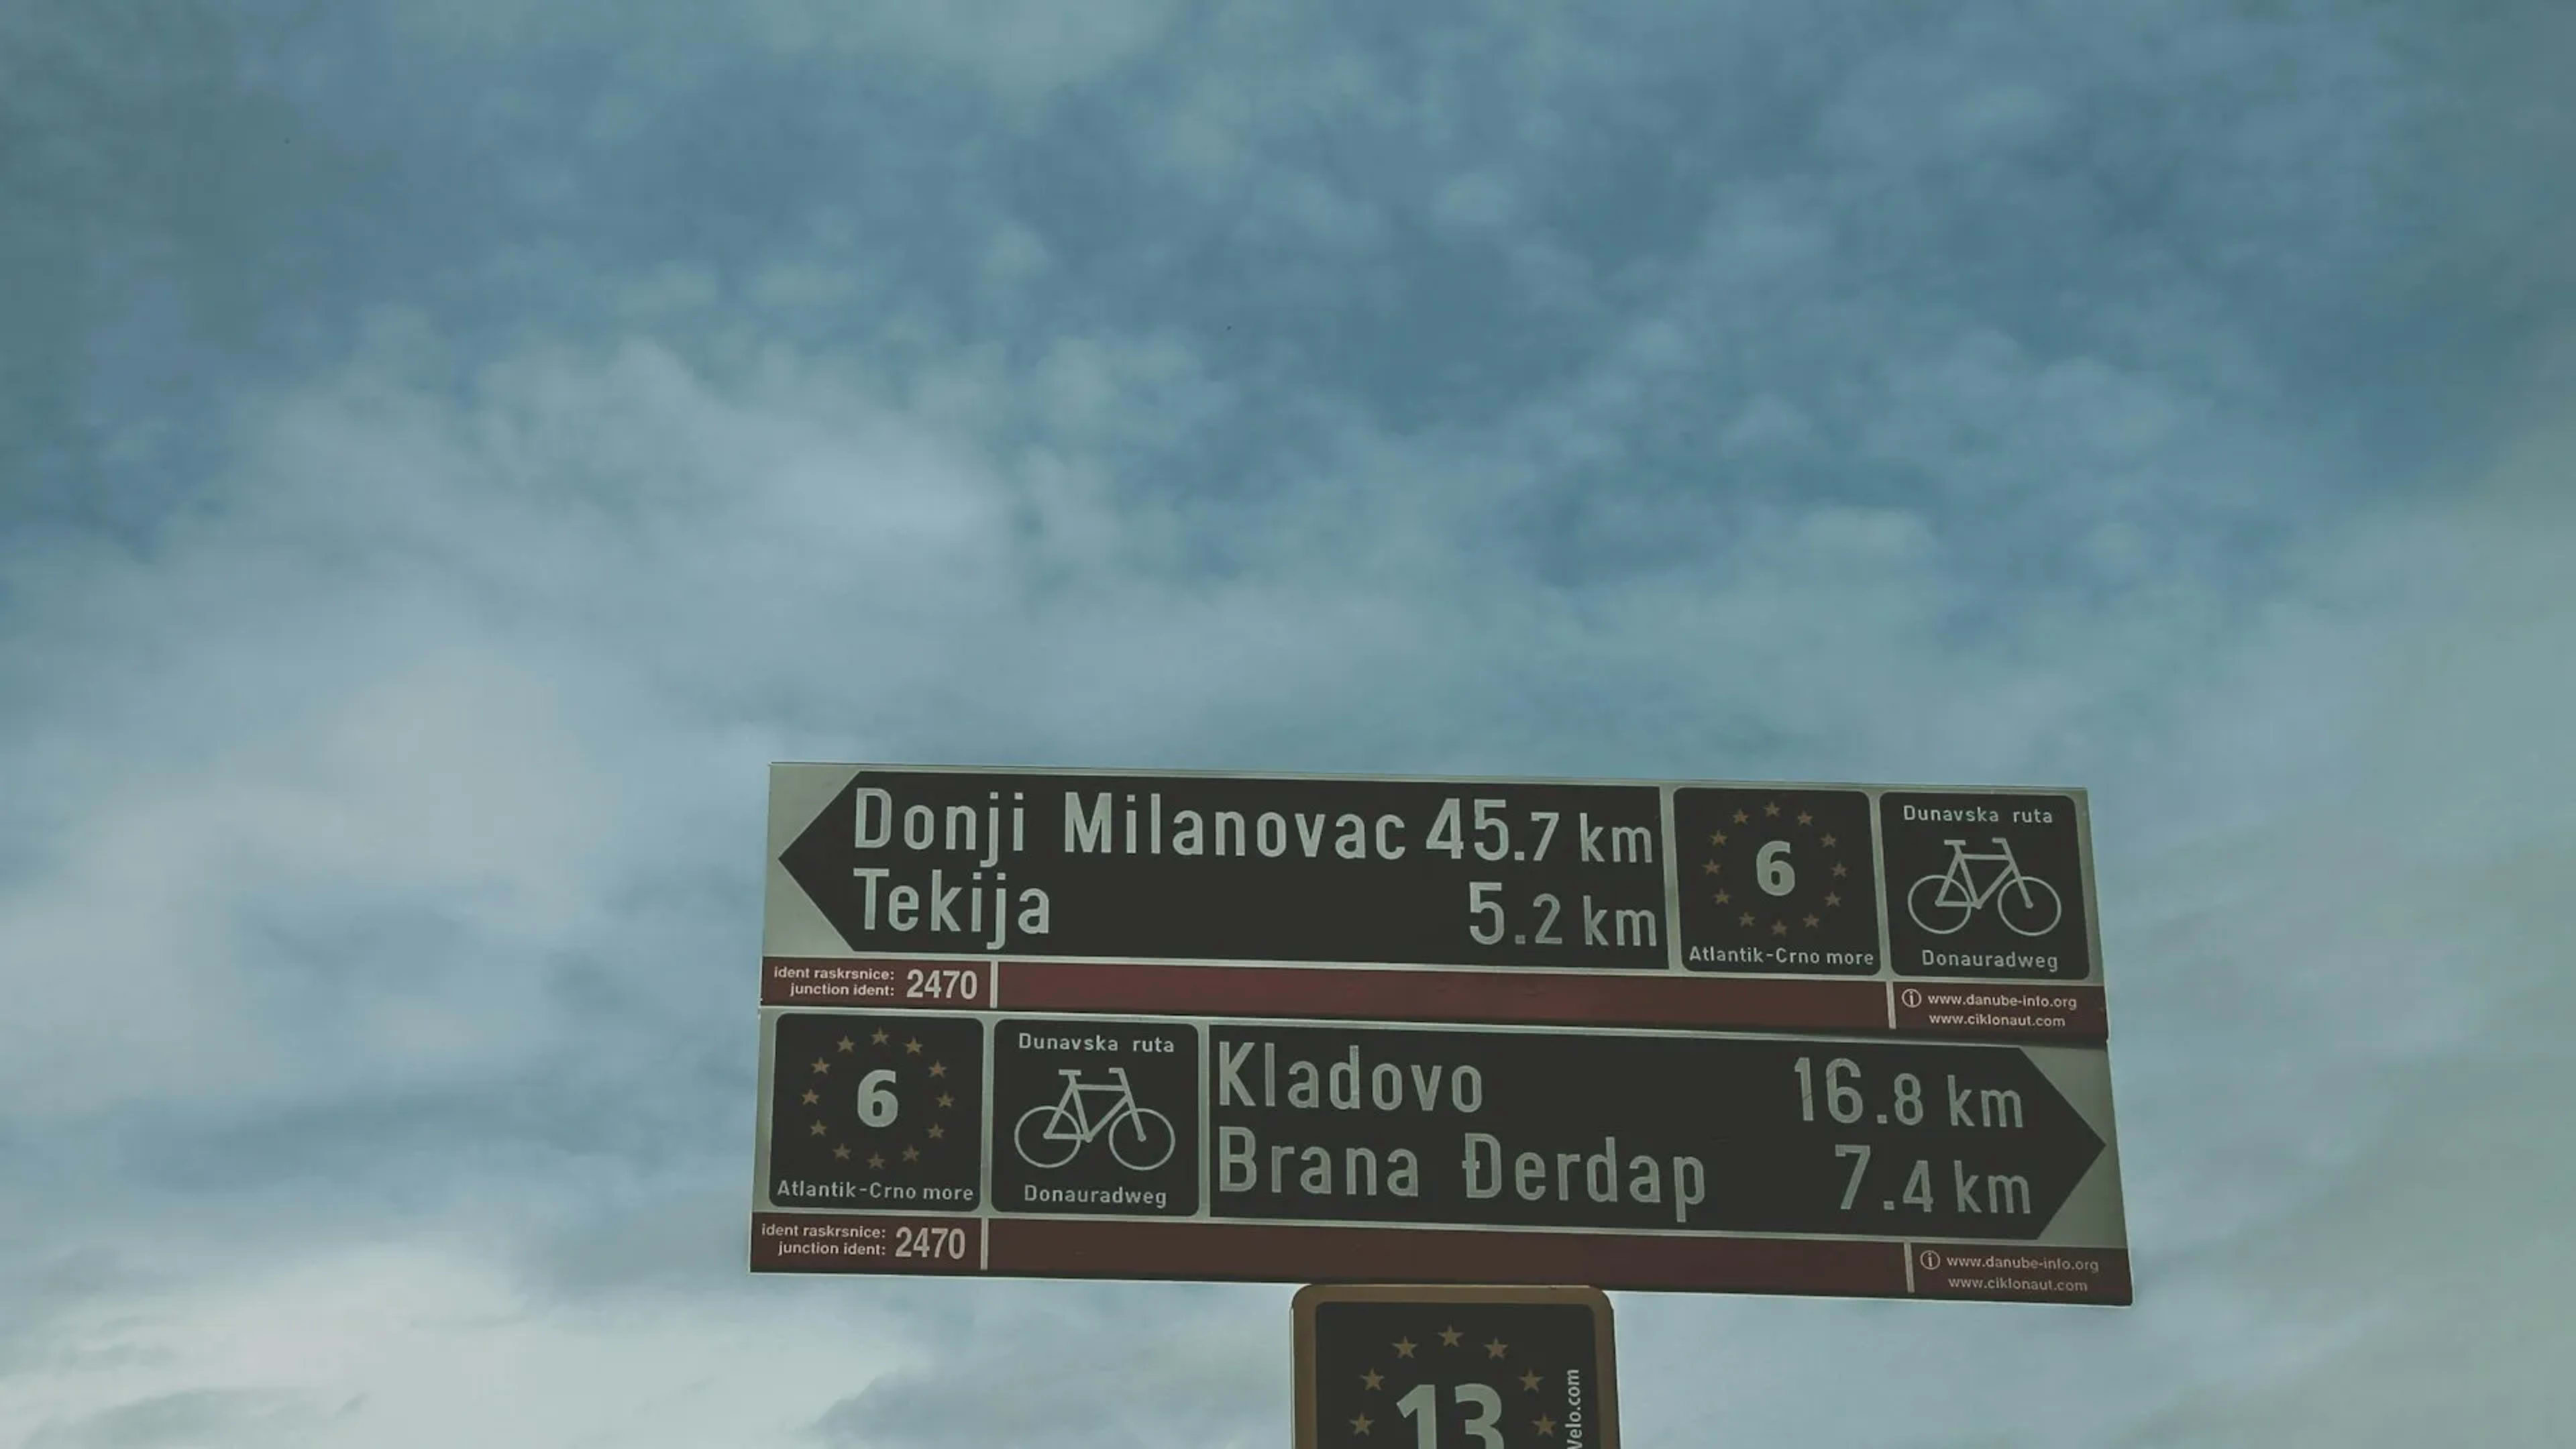 Donji Milanovac 45.7 km
Tekija 5.2 km
6
Atlantik-Crno more
Dunavska ruta
Donauradweg
ident raskrsnice:
junction ident: 2470
www.danube-info.org
www.ciklonaut.com
6
Atlantik-Crno more
Dunavska ruta
Donauradweg
Kladovo 16.8 km
Brana Đerdap 7.4 km
ident raskrsnice:
junction ident: 2470
www.danube-info.org
www.ciklonaut.com
13
Velo.com